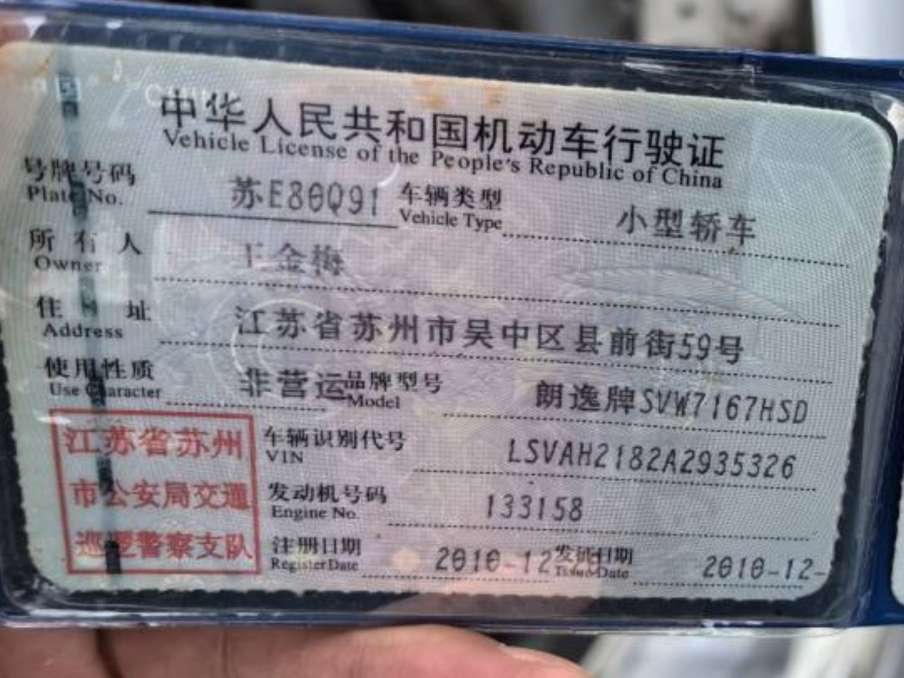 中华人民共和国机动车行驶证
Vehicle License of the People's Republic of China
号牌号码 苏E80Q91 车辆类型 小型轿车
Plate No. Vehicle Type
所有人 王金梅
Owner
住址 江苏省苏州市吴中区县前街59号
Address
使用性质 非营运 品牌型号 朗逸牌SVW7167HSD
Use Character Model
江苏省苏州
市公安局交通
巡逻警察支队
车辆识别代号 LSVAH2182A2935326
VIN
发动机号码 133158
Engine No.
注册日期 2010-12 发证日期 2010-12-
Register Date Issue Date